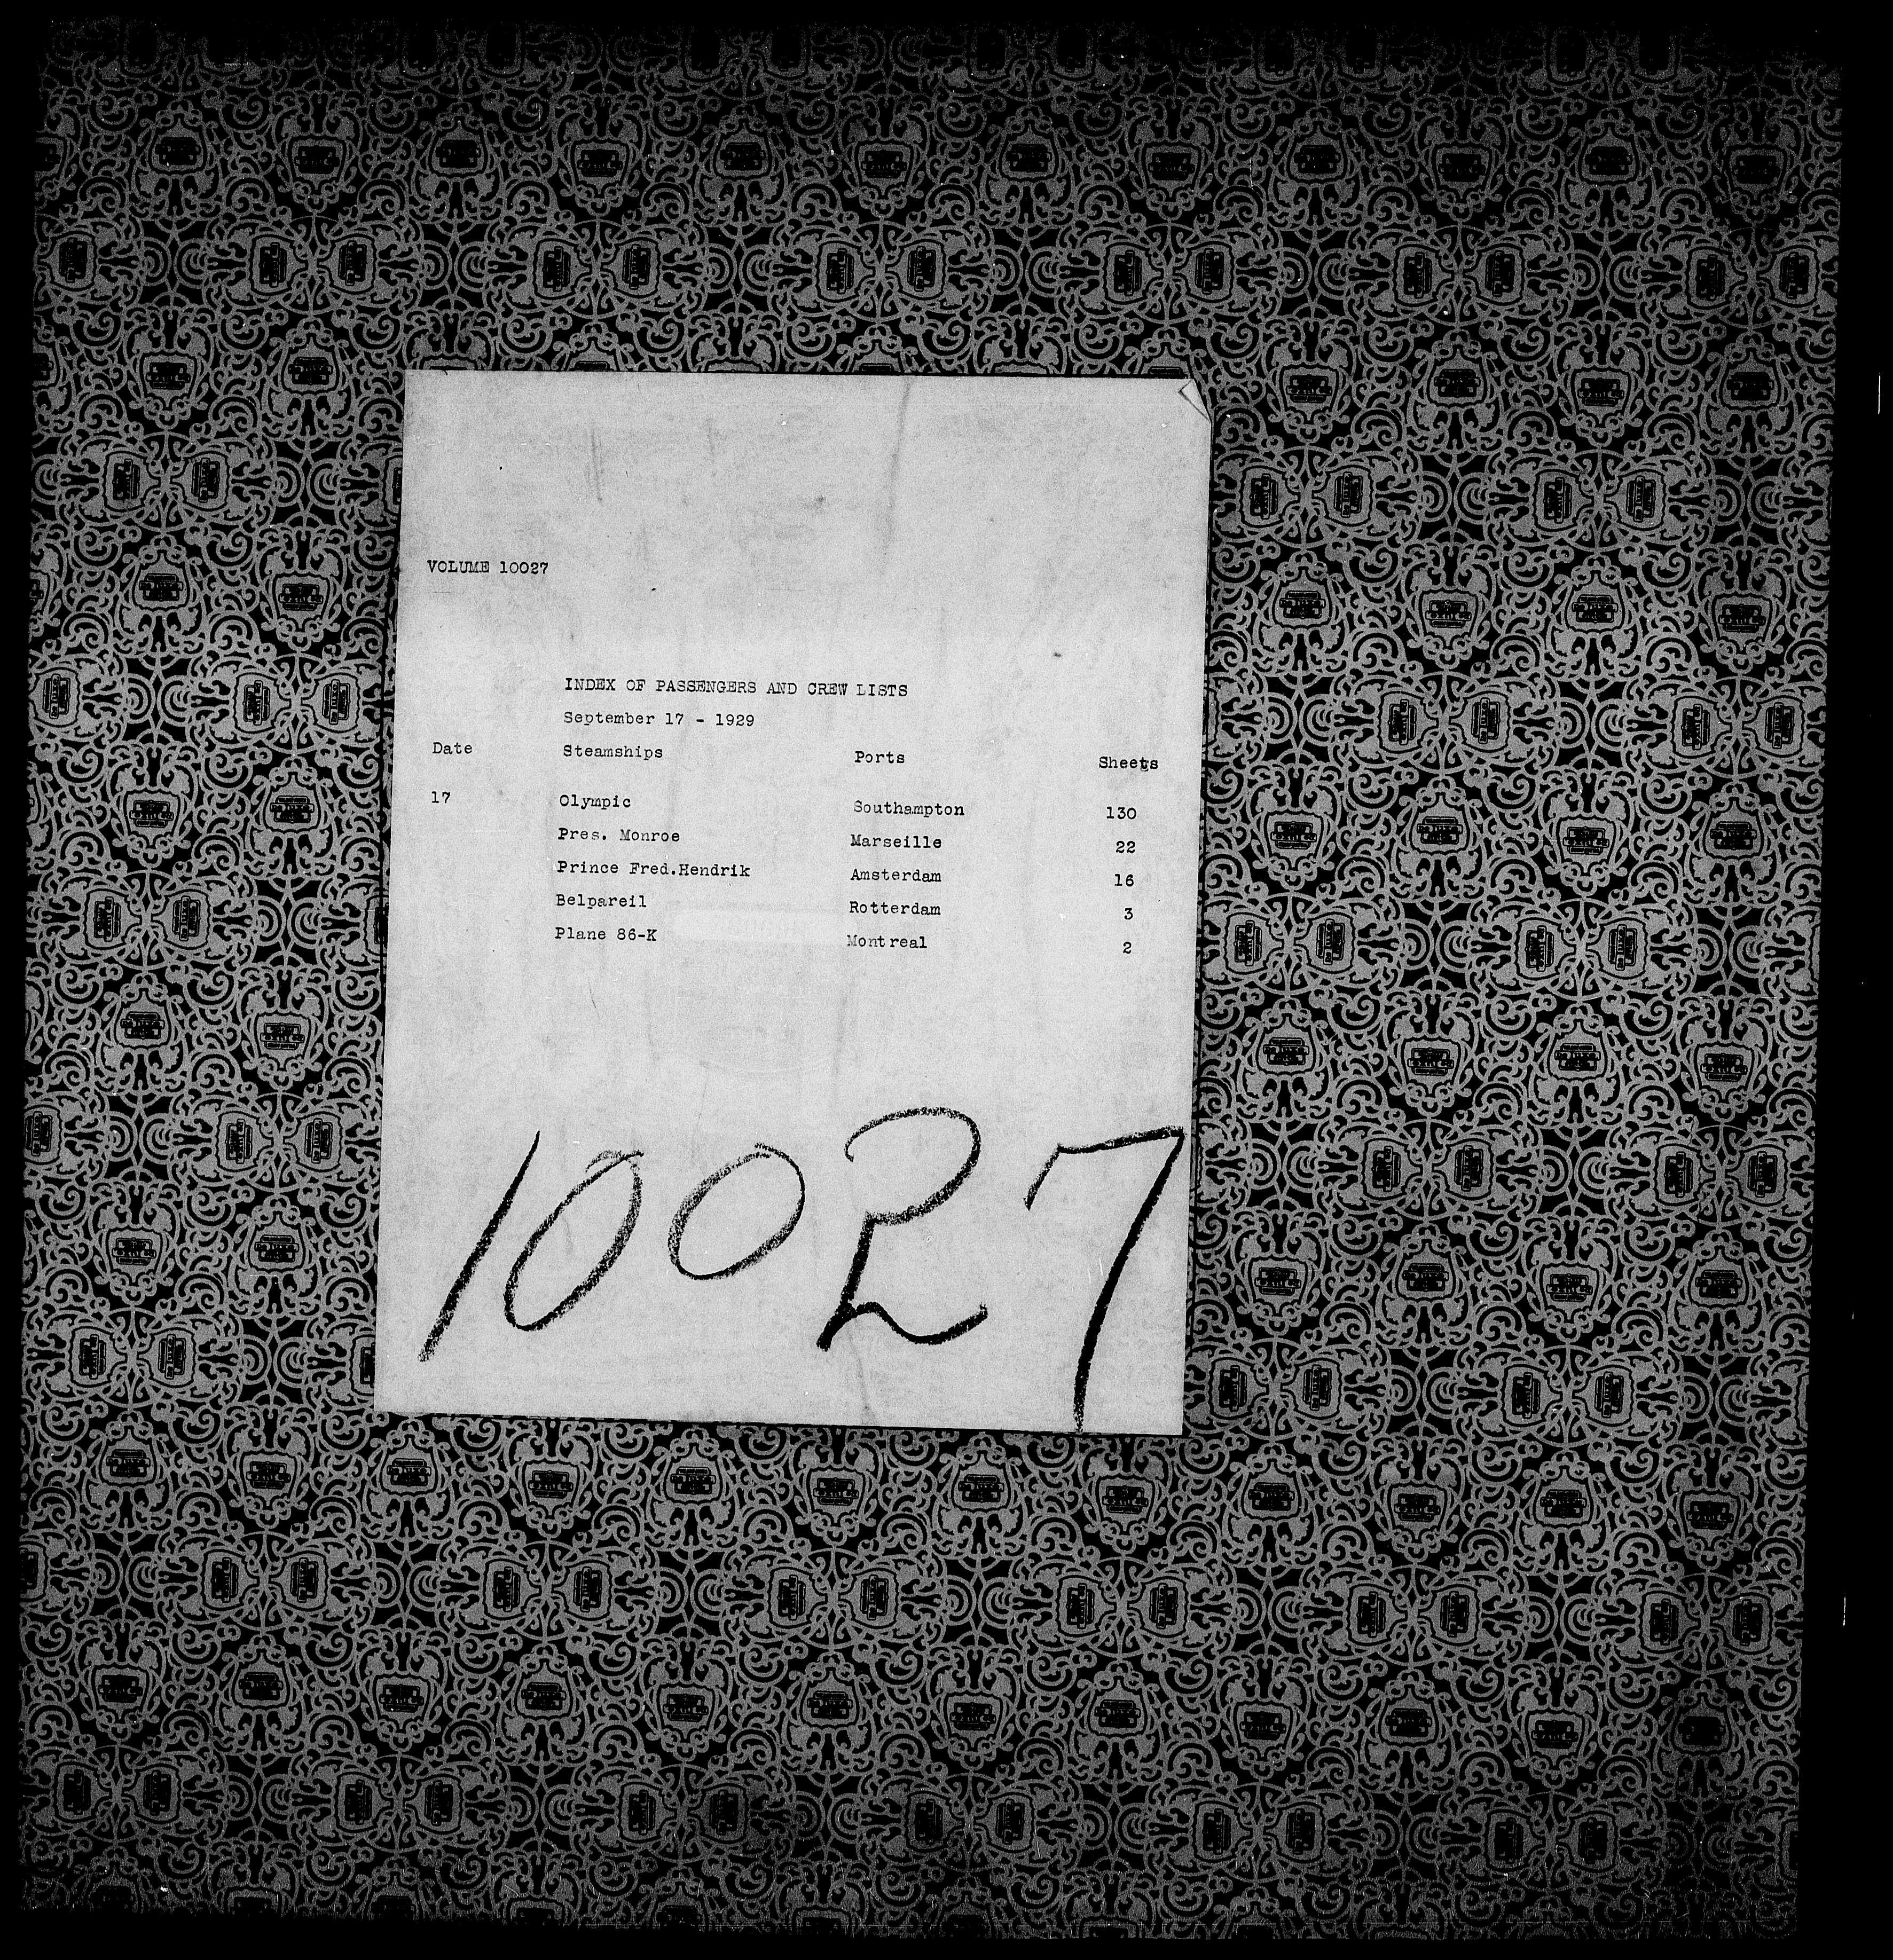 VOLUME 10027
INDEX OF PASSENGERS AND CREW LISTS
September 17 - 1929
Date Steamships Ports Sheets
17 Olympic Southampton 130
Pres. Monroe Marseille 22
Prince Fred.Hendrik Amsterdam 16
Belpareil Rotterdam 3
Plane 86-K Montreal 2
10027